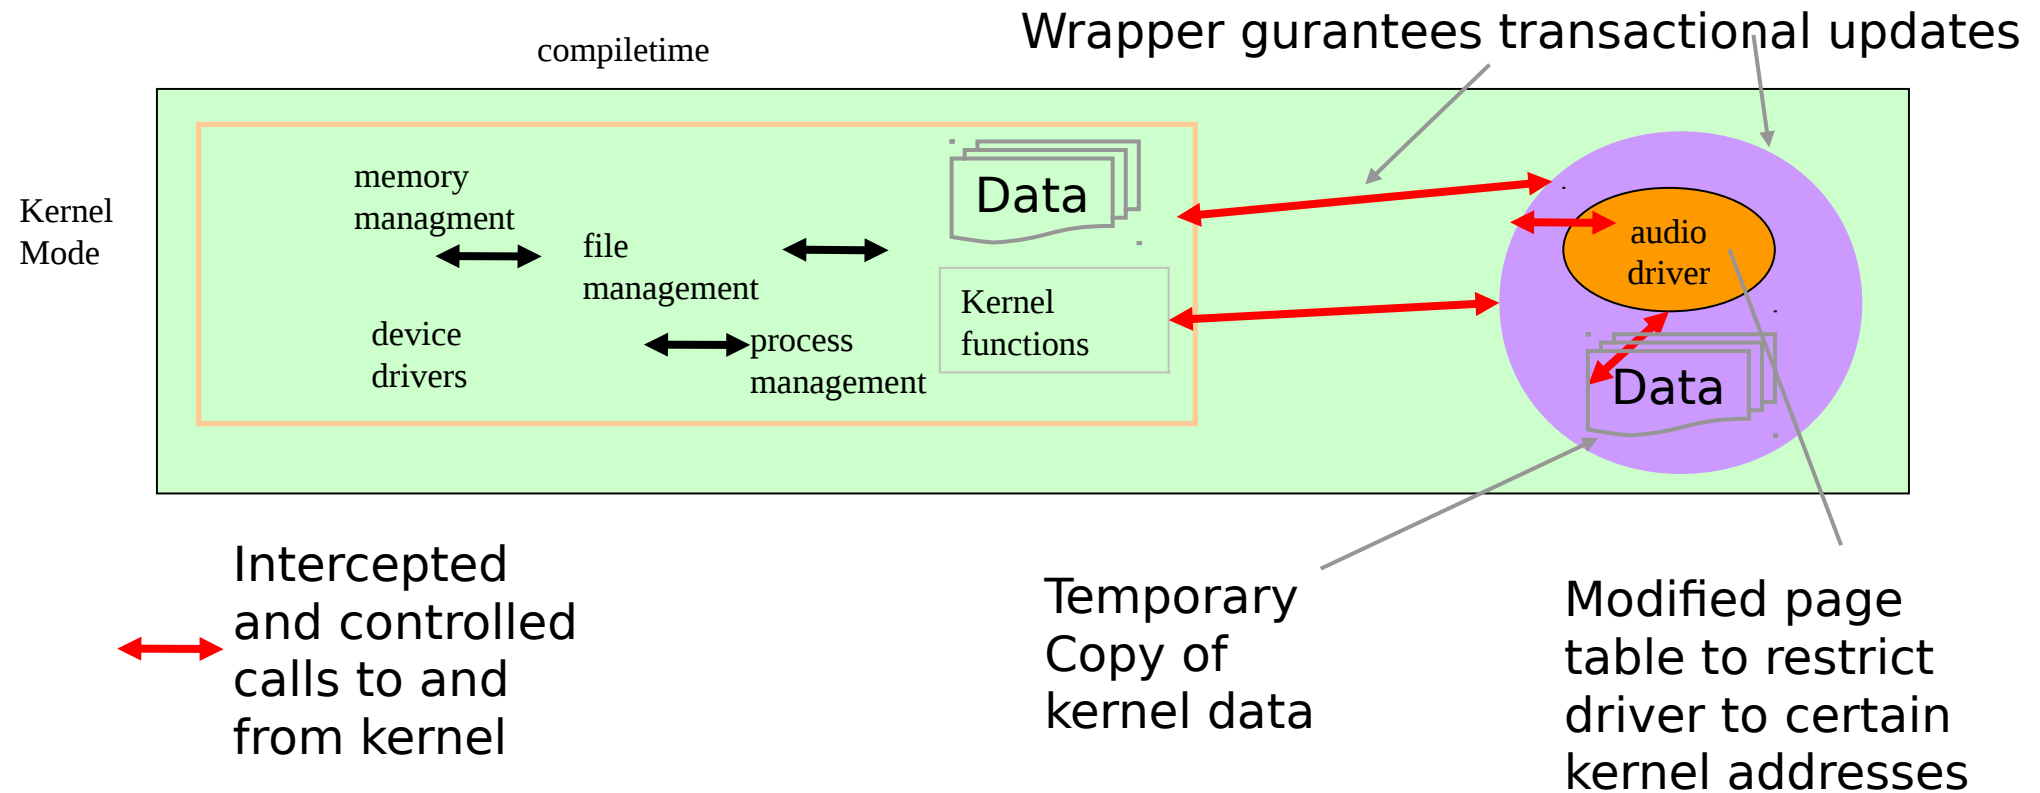 Wrapper gurantees transactional updates
compiletime
Kernel
Mode
memory
managment
file
management
device
drivers
process
management
Data
Kernel
functions
audio
driver
Data
Intercepted
and controlled
calls to and
from kernel
Temporary
Copy of
kernel data
Modified page
table to restrict
driver to certain
kernel addresses